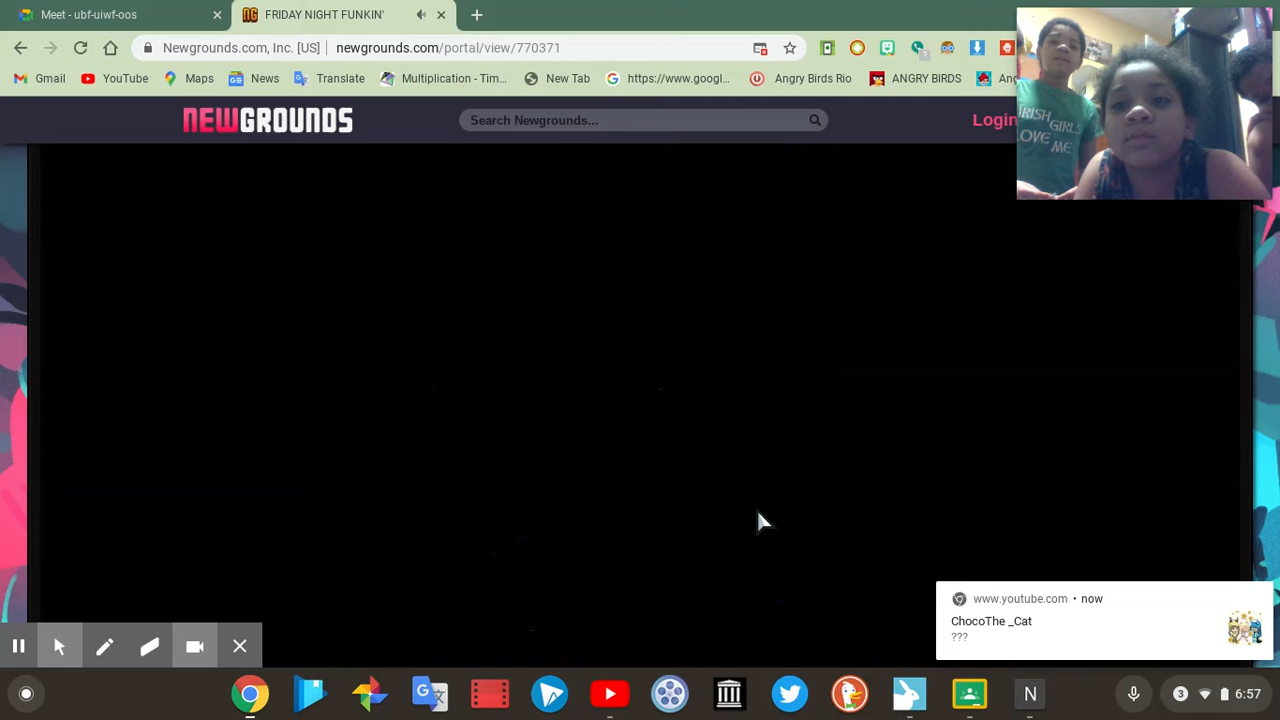 Meet - ubf-uiwf-oos
FRIDAY NIGHT FUNKIN'
Newgrounds.com, Inc. [US]
newgrounds.com/portal/view/770371
Gmail
YouTube
Maps
News
Translate
Multiplication - Tim...
New Tab
https://www.googl...
Angry Birds Rio
ANGRY BIRDS
An
NEWGROUNDS
Search Newgrounds...
Login
IRISH
GIRLS
LOVE ME
www.youtube.com • now
ChocoThe _Cat
???
N
3
6:57